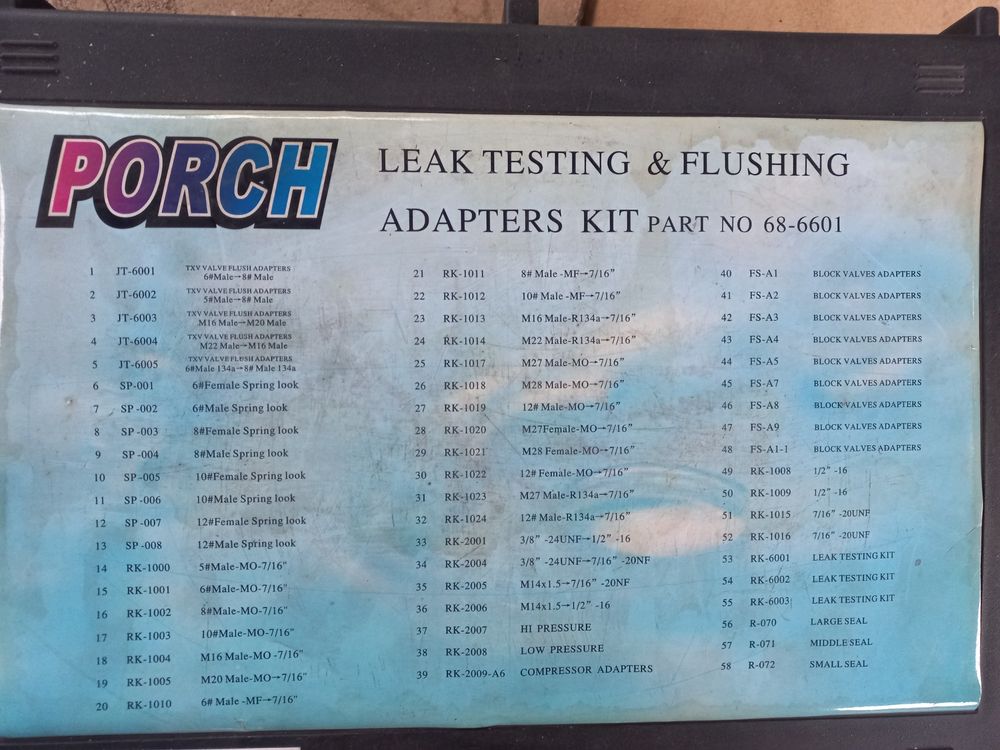 PORCH
LEAK TESTING & FLUSHING
ADAPTERS KIT PART NO 68-6601
1 JT-6001 TXV VALVE FLUSH ADAPTERS
6#Male→8# Male
2 JT-6002 TXV VALVE FLUSH ADAPTERS
5#Male→8# Male
3 JT-6003 TXV VALVE FLUSH ADAPTERS
M16 Male→M20 Male
4 JT-6004 TXV VALVE FLUSH ADAPTERS
M22 Male→M16 Male
5 JT-6005 TXV VALVE FLUSH ADAPTERS
6#Male 134a→8# Male 134a
6 SP-001 6#Female Spring look
7 SP-002 6#Male Spring look
8 SP-003 8#Female Spring look
9 SP-004 8#Male Spring look
10 SP-005 10#Female Spring look
11 SP-006 10#Male Spring look
12 SP-007 12#Female Spring look
13 SP-008 12#Male Spring look
14 RK-1000 5#Male-MO-7/16"
15 RK-1001 6#Male-MO-7/16"
16 RK-1002 8#Male-MO-7/16"
17 RK-1003 10#Male-MO-7/16"
18 RK-1004 M16 Male-MO-7/16"
19 RK-1005 M20 Male-MO→7/16"
20 RK-1010 6# Male-MF→7/16"
21 RK-1011 8# Male-MF→7/16"
22 RK-1012 10# Male-MF→7/16"
23 RK-1013 M16 Male-R134a→7/16"
24 RK-1014 M22 Male-R134a→7/16"
25 RK-1017 M27 Male-MO→7/16"
26 RK-1018 M28 Male-MO→7/16"
27 RK-1019 12# Male-MO→7/16"
28 RK-1020 M27Female-MO→7/16"
29 RK-1021 M28 Female-MO→7/16"
30 RK-1022 12# Female-MO→7/16"
31 RK-1023 M27 Male-R134a→7/16"
32 RK-1024 12# Male-R134a→7/16"
33 RK-2001 3/8" -24UNF→1/2" -16
34 RK-2004 3/8" -24UNF→7/16" -20NF
35 RK-2005 M14x1.5→7/16" -20NF
36 RK-2006 M14x1.5→1/2" -16
37 RK-2007 HI PRESSURE
38 RK-2008 LOW PRESSURE
39 RK-2009-A6 COMPRESSOR ADAPTERS
40 FS-A1 BLOCK VALVES ADAPTERS
41 FS-A2 BLOCK VALVES ADAPTERS
42 FS-A3 BLOCK VALVES ADAPTERS
43 FS-A4 BLOCK VALVES ADAPTERS
44 FS-A5 BLOCK VALVES ADAPTERS
45 FS-A7 BLOCK VALVES ADAPTERS
46 FS-A8 BLOCK VALVES ADAPTERS
47 FS-A9 BLOCK VALVES ADAPTERS
48 FS-A1-1 BLOCK VALVES ADAPTERS
49 RK-1008 1/2" -16
50 RK-1009 1/2" -16
51 RK-1015 7/16" -20UNF
52 RK-1016 7/16" -20UNF
53 RK-6001 LEAK TESTING KIT
54 RK-6002 LEAK TESTING KIT
55 RK-6003 LEAK TESTING KIT
56 R-070 LARGE SEAL
57 R-071 MIDDLE SEAL
58 R-072 SMALL SEAL